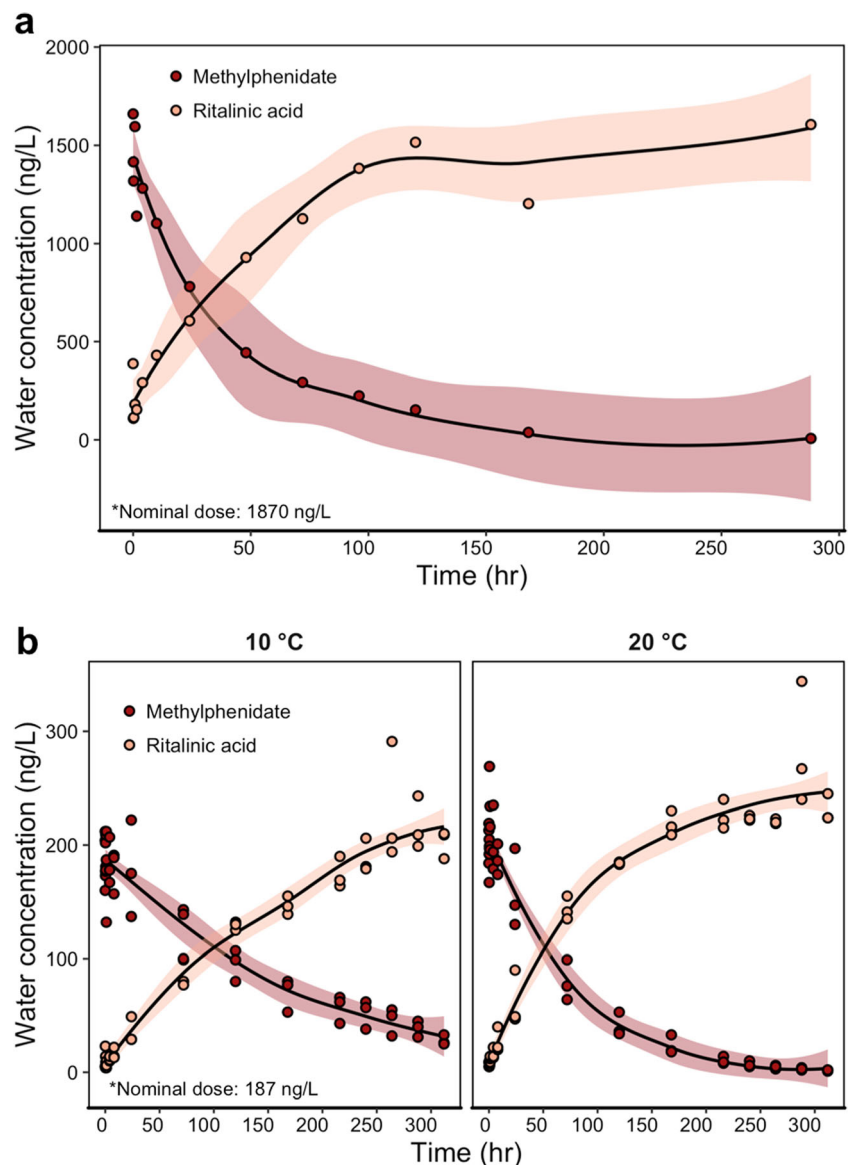 a
2000
1500
1000
500
0
Water concentration (ng/L)
Methylphenidate
Ritalinic acid
*Nominal dose: 1870 ng/L
0 50 100 150 200 250 300
Time (hr)
b
10 °C 20 °C
300
200
100
0
Water concentration (ng/L)
Methylphenidate
Ritalinic acid
*Nominal dose: 187 ng/L
0 50 100 150 200 250 300 0 50 100 150 200 250 300
Time (hr)